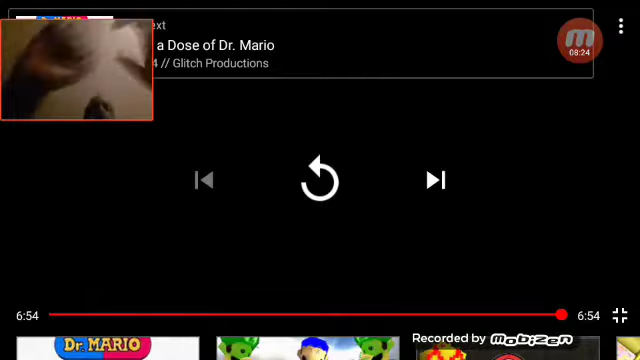 ext
a Dose of Dr. Mario
4 // Glitch Productions
08:24
6:54
6:54
Recorded by mobizen
Dr. MARIO